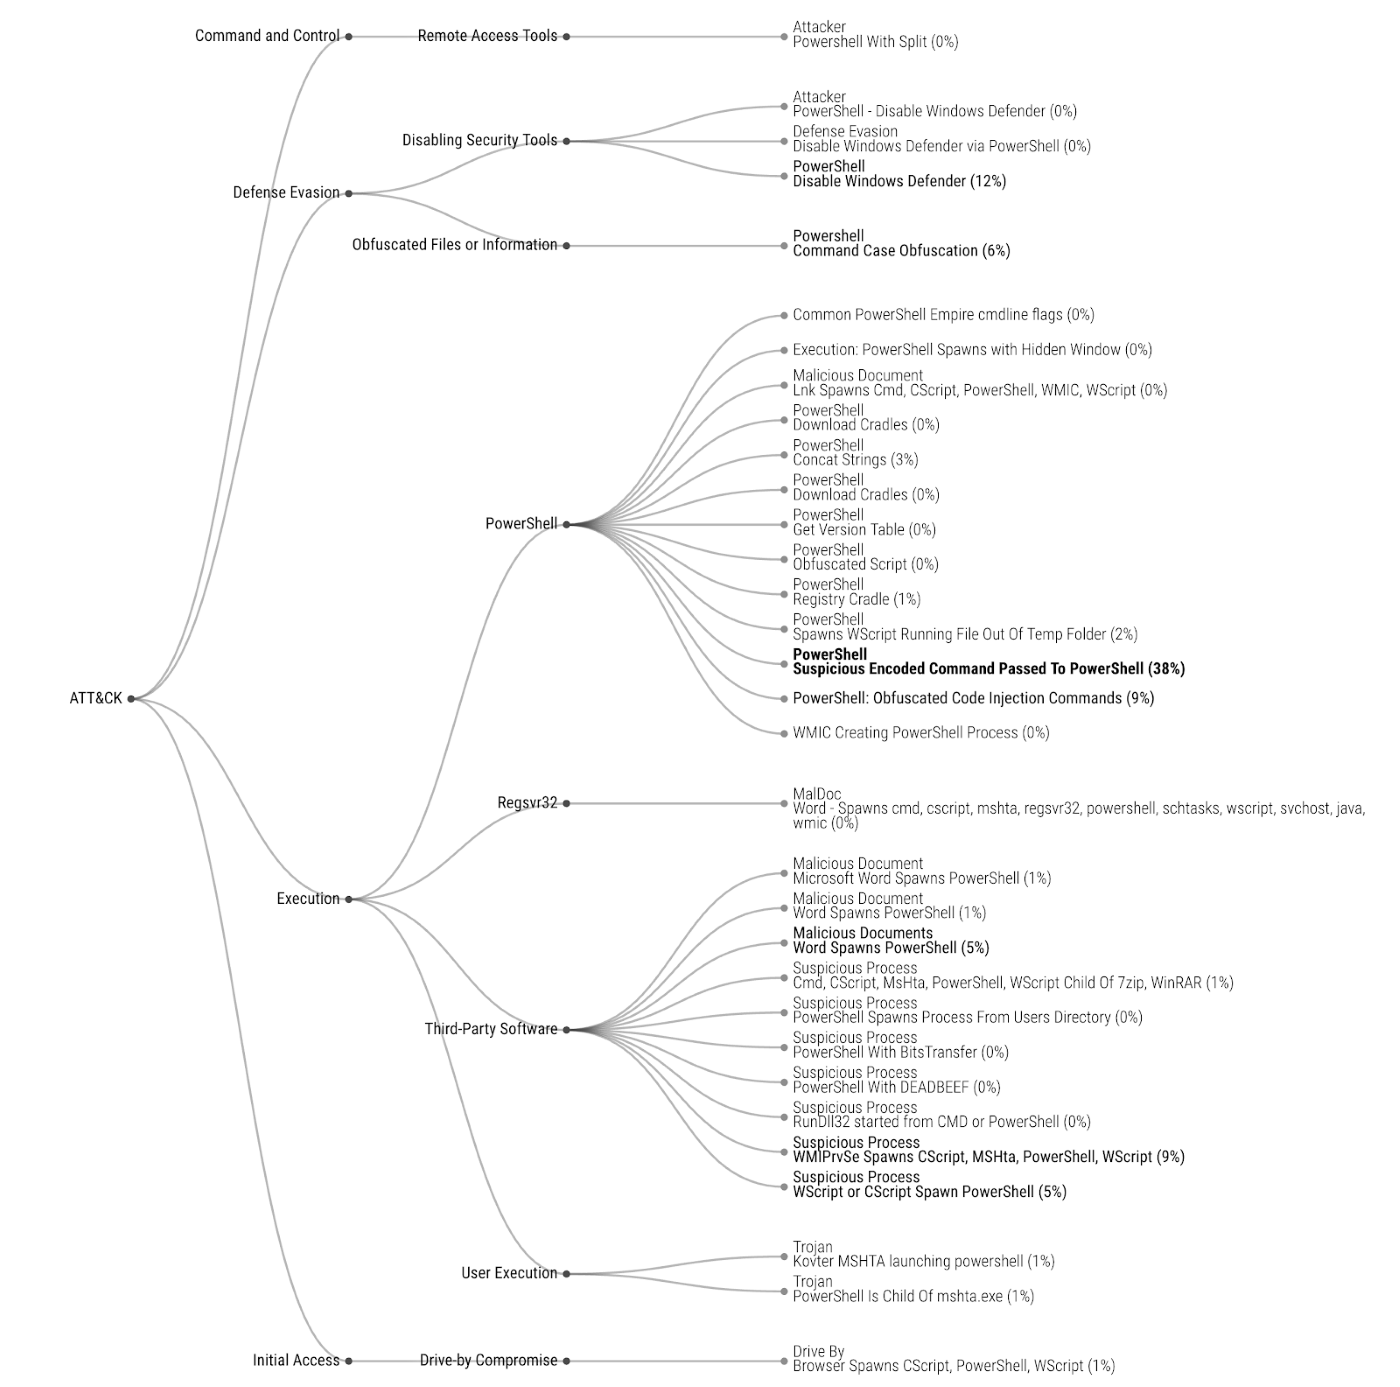 Command and Control
Remote Access Tools
Attacker
Powershell With Split (0%)
Defense Evasion
Disabling Security Tools
Attacker
PowerShell - Disable Windows Defender (0%)
Defense Evasion
Disable Windows Defender via PowerShell (0%)
PowerShell
Disable Windows Defender (12%)
Obfuscated Files or Information
Powershell
Command Case Obfuscation (6%)
ATT&CK
Execution
PowerShell
Common PowerShell Empire cmdline flags (0%)
Execution: PowerShell Spawns with Hidden Window (0%)
Malicious Document
Lnk Spawns Cmd, CScript, PowerShell, WMIC, WScript (0%)
PowerShell
Download Cradles (0%)
PowerShell
Concat Strings (3%)
PowerShell
Download Cradles (0%)
PowerShell
Get Version Table (0%)
PowerShell
Obfuscated Script (0%)
PowerShell
Registry Cradle (1%)
PowerShell
Spawns WScript Running File Out Of Temp Folder (2%)
PowerShell
Suspicious Encoded Command Passed To PowerShell (38%)
PowerShell: Obfuscated Code Injection Commands (9%)
WMIC Creating PowerShell Process (0%)
Regsvr32
MalDoc
Word - Spawns cmd, cscript, mshta, regsvr32, powershell, schtasks, wscript, svchost, java,
wmic (0%)
Third-Party Software
Malicious Document
Microsoft Word Spawns PowerShell (1%)
Malicious Document
Word Spawns PowerShell (1%)
Malicious Documents
Word Spawns PowerShell (5%)
Suspicious Process
Cmd, CScript, MsHta, PowerShell, WScript Child Of 7zip, WinRAR (1%)
Suspicious Process
PowerShell Spawns Process From Users Directory (0%)
Suspicious Process
PowerShell With BitsTransfer (0%)
Suspicious Process
PowerShell With DEADBEEF (0%)
Suspicious Process
RunDll32 started from CMD or PowerShell (0%)
Suspicious Process
WMIPrvSe Spawns CScript, MSHta, PowerShell, WScript (9%)
Suspicious Process
WScript or CScript Spawn PowerShell (5%)
User Execution
Trojan
Kovter MSHTA launching powershell (1%)
Trojan
PowerShell Is Child Of mshta.exe (1%)
Initial Access
Drive-by Compromise
Drive By
Browser Spawns CScript, PowerShell, WScript (1%)